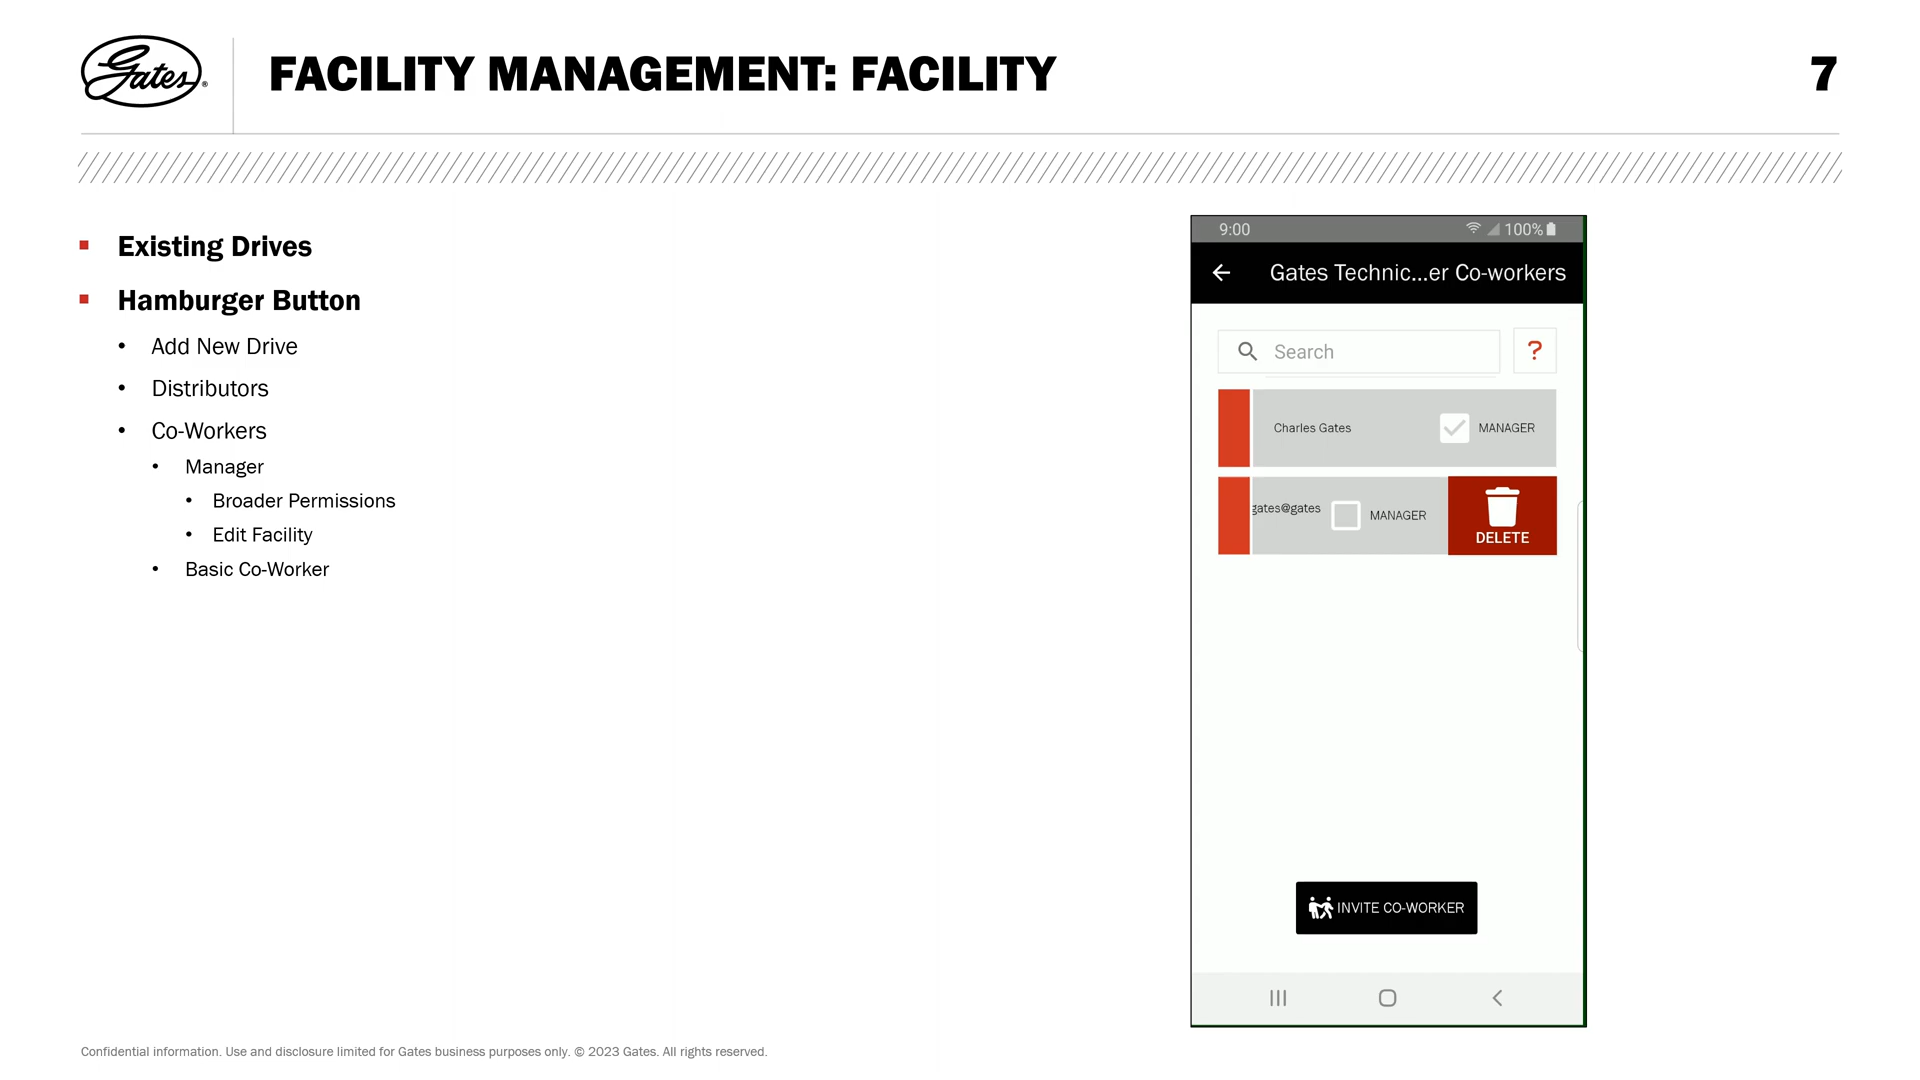 Gates®
FACILITY MANAGEMENT: FACILITY
7
Existing Drives
Hamburger Button
Add New Drive
Distributors
Co-Workers
Manager
Broader Permissions
Edit Facility
Basic Co-Worker
9:00
100%
Gates Technic...er Co-workers
Search
?
Charles Gates
MANAGER
gates@gates
MANAGER
DELETE
INVITE CO-WORKER
Confidential information. Use and disclosure limited for Gates business purposes only. © 2023 Gates. All rights reserved.